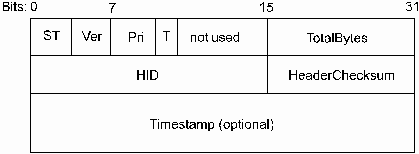 Bits: 0 7 15 31
ST Ver Pri T not used TotalBytes
HID HeaderChecksum
Timestamp (optional)